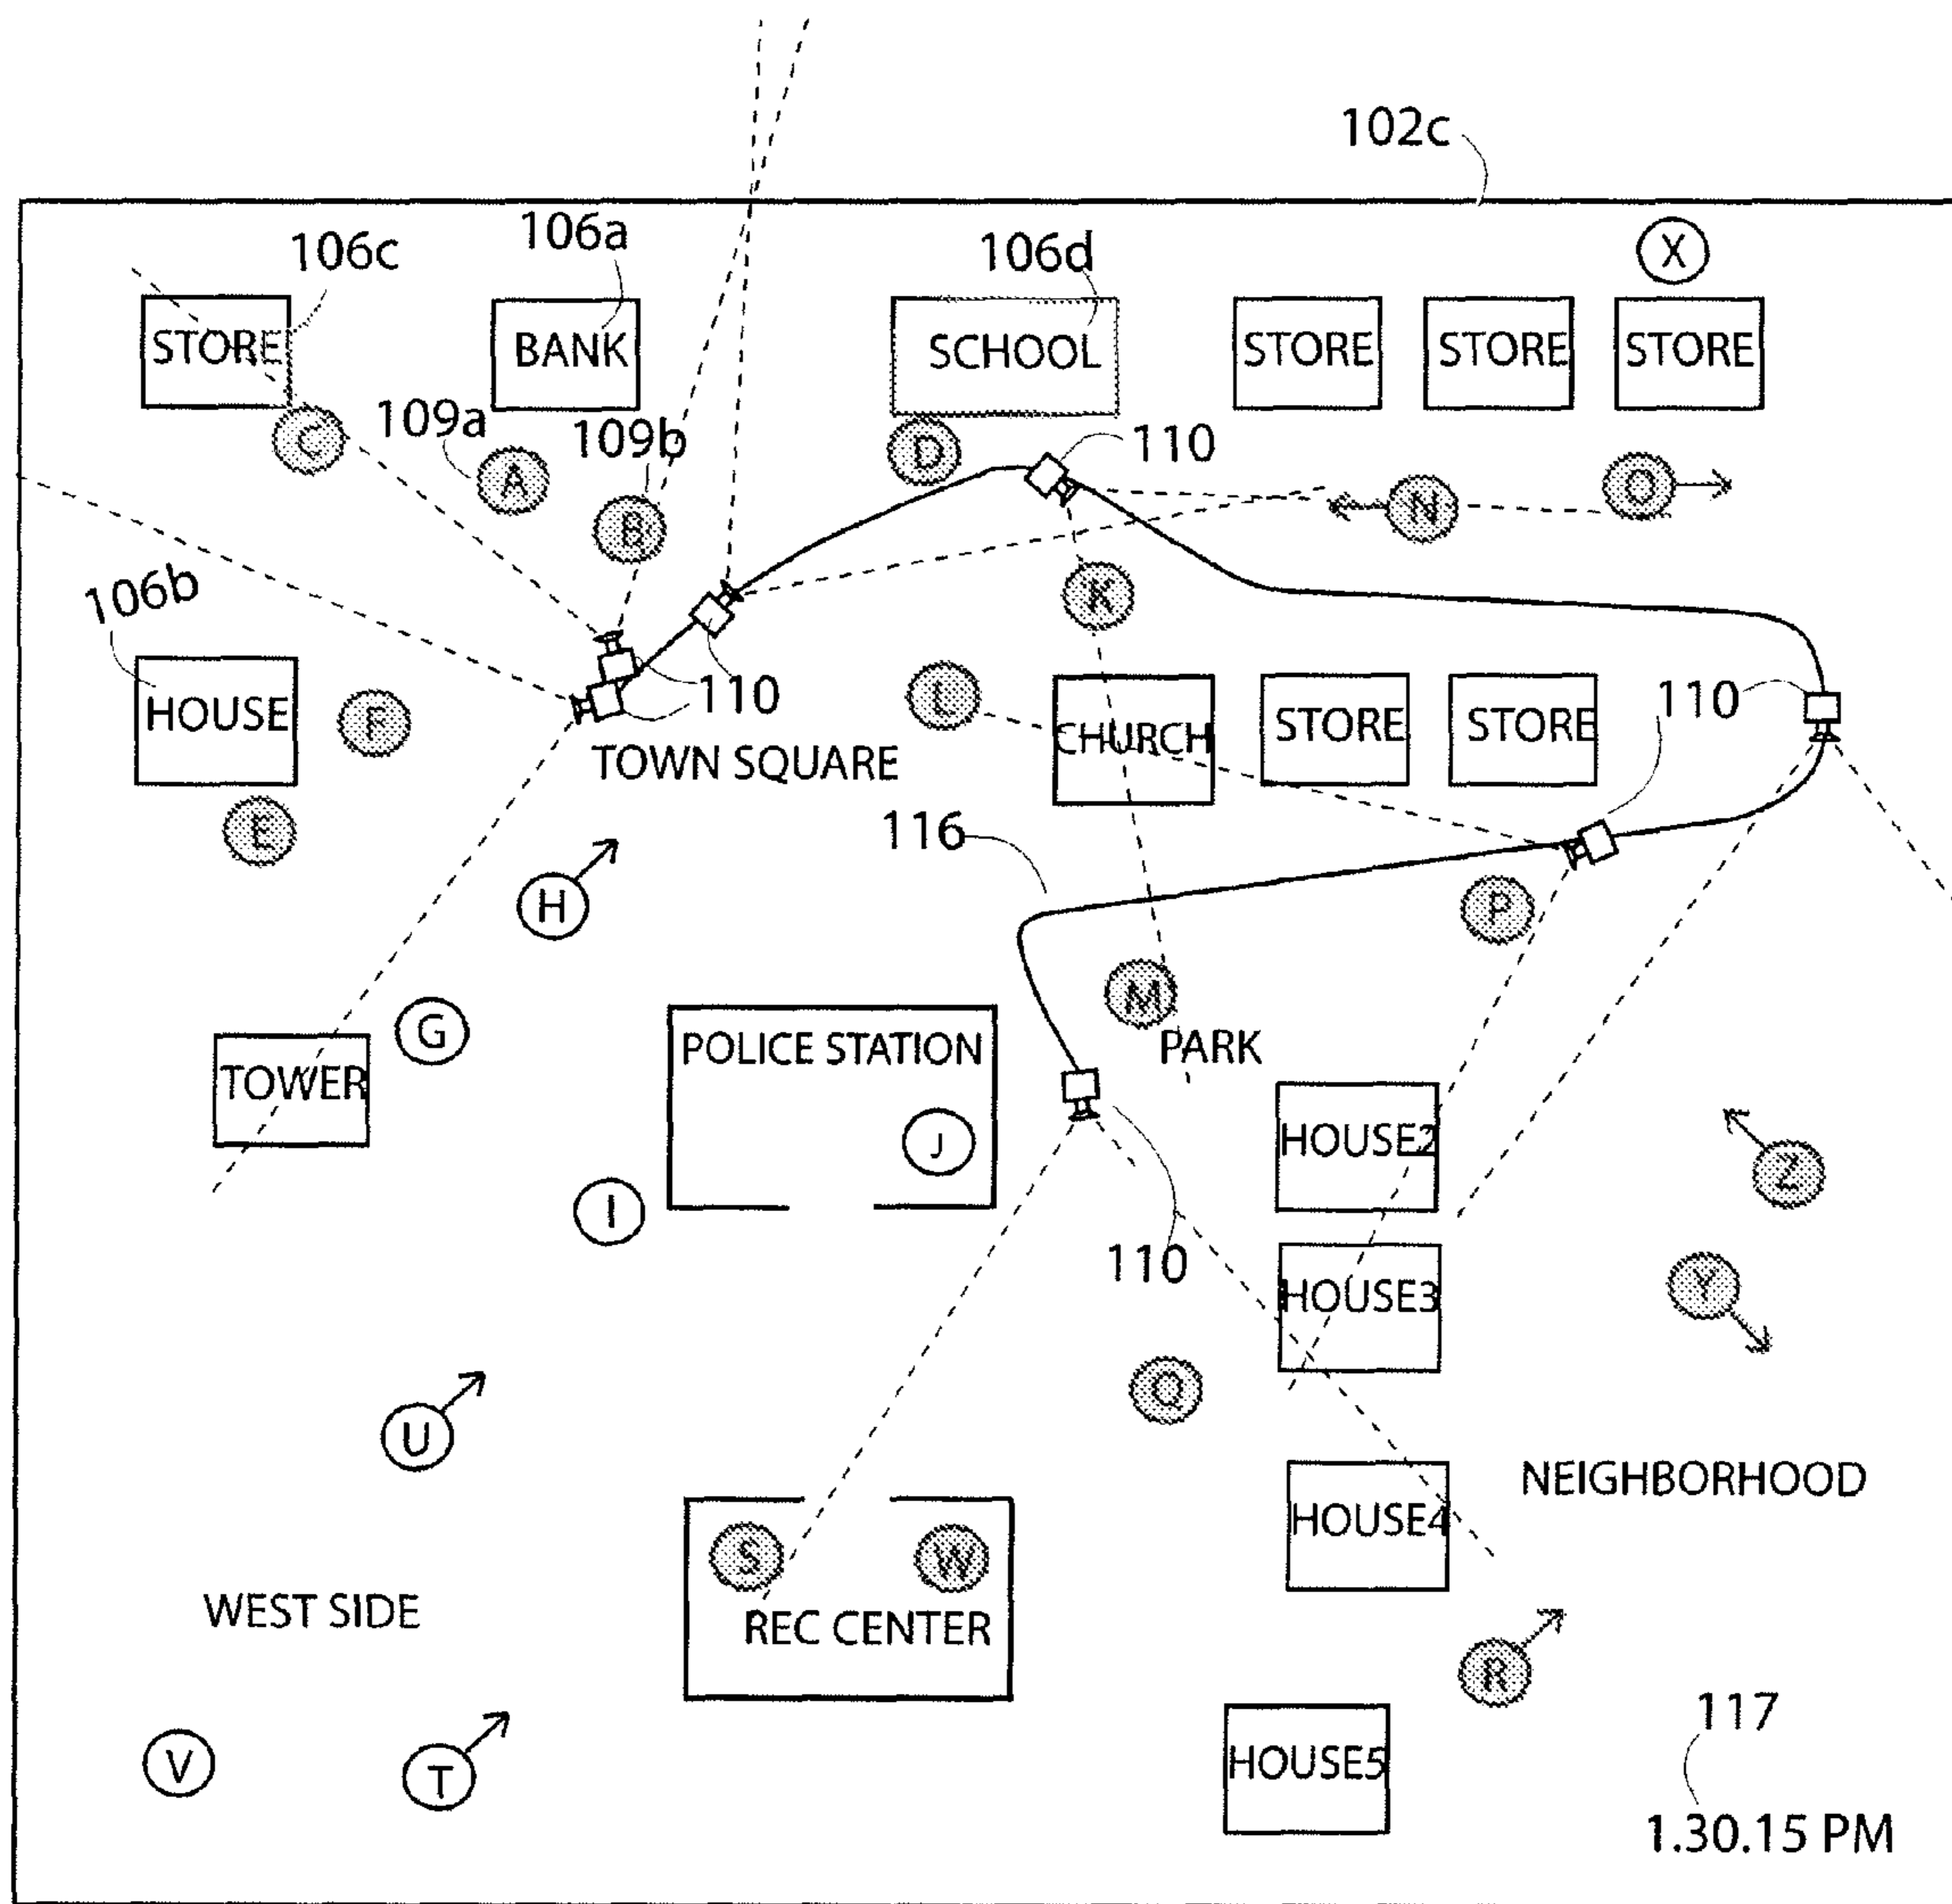 102c
106c
106a
106d
X
STORE
BANK
SCHOOL
STORE
STORE
STORE
109a
109b
C
A
B
D
110
N
O
106b
K
HOUSE
F
110
L
CHURCH
STORE
STORE
110
TOWN SQUARE
E
116
H
P
G
M
TOWER
POLICE STATION
PARK
J
HOUSE2
Z
I
110
HOUSE3
Y
Q
U
NEIGHBORHOOD
HOUSE4
S
W
WEST SIDE
REC CENTER
R
117
V
T
HOUSE5
1.30.15 PM